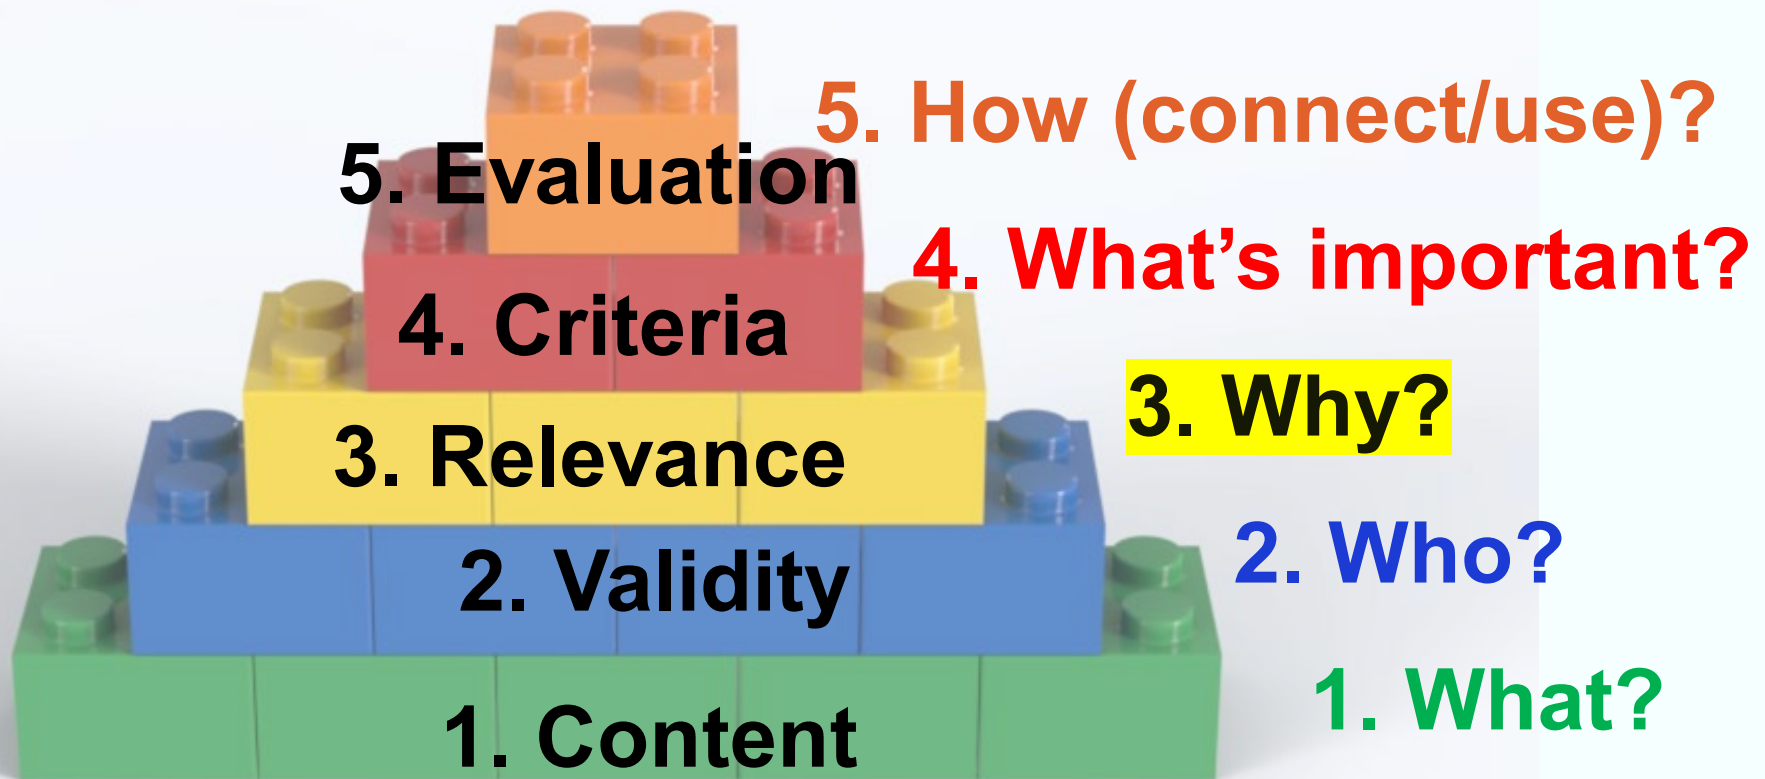 5. How (connect/use)?
5. Evaluation
4. What’s important?
4. Criteria
3. Why?
3. Relevance
2. Who?
2. Validity
1. What?
1. Content